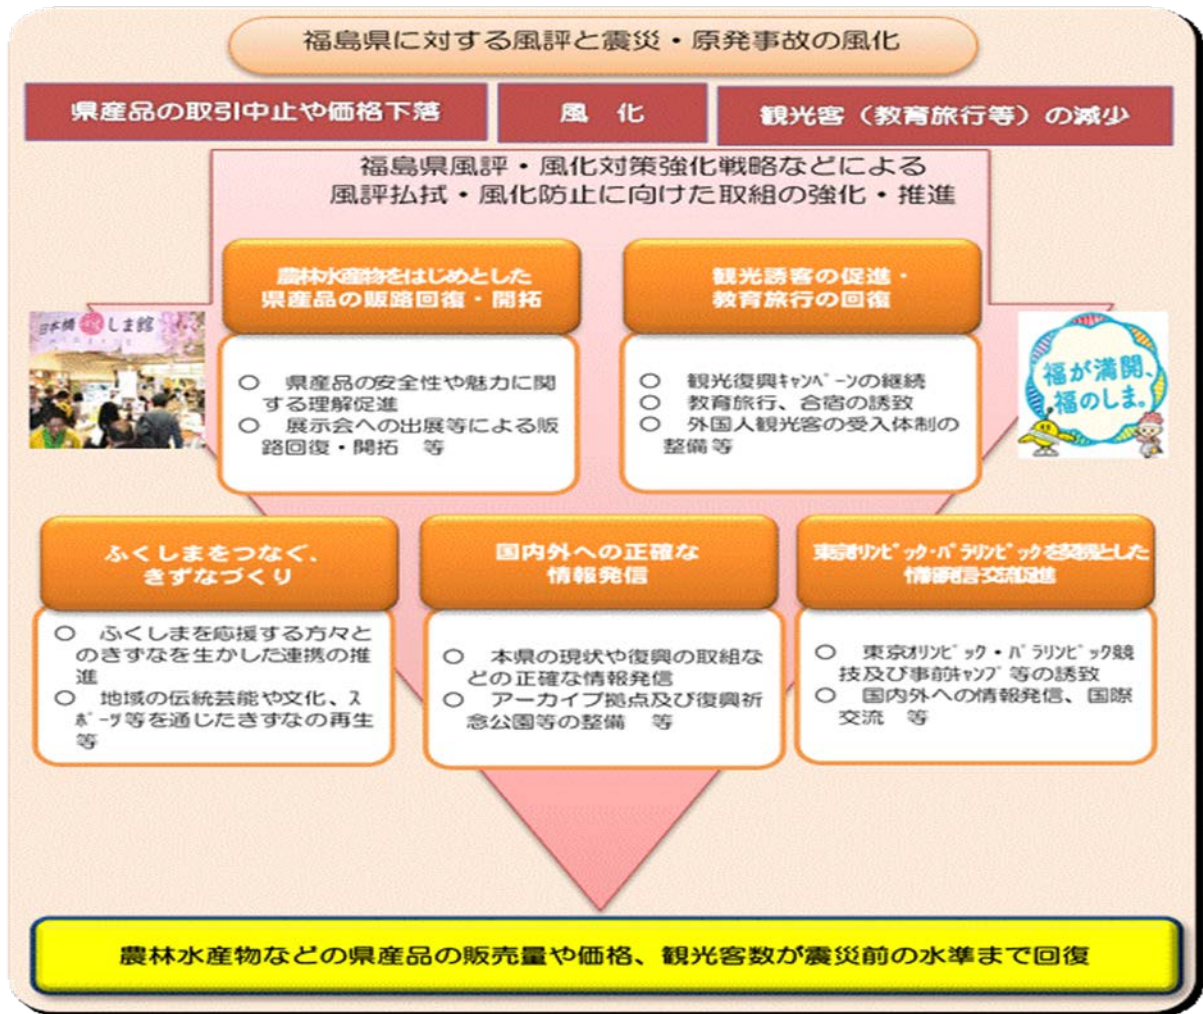 福島県に対する風評と震災・原発事故の風化
県産品の取引中止や価格下落
風 化
観光客（教育旅行等）の減少
福島県風評・風化対策強化戦略などによる
風評払拭・風化防止に向けた取組の強化・推進
農林水産物をはじめとした
県産品の販路回復・開拓
○ 県産品の安全性や魅力に関
する理解促進
○ 展示会への出展等による販
路回復・開拓 等
観光誘客の促進・
教育旅行の回復
○ 観光復興ｷｬﾝﾍﾟｰﾝの継続
○ 教育旅行、合宿の誘致
○ 外国人観光客の受入体制の
整備等
日本橋ふくしま館
福が満開、
福のしま。
ふくしまをつなぐ、
きずなづくり
○ ふくしまを応援する方々と
のきずなを生かした連携の推
進
○ 地域の伝統芸能や文化、ｽ
ﾎﾟｰﾂ等を通じたきずなの再生
等
国内外への正確な
情報発信
○ 本県の現状や復興の取組な
どの正確な情報発信
○ アーカイブ拠点及び復興祈
念公園等の整備 等
東京ｵﾘﾝﾋﾟｯｸ・ﾊﾟﾗﾘﾝﾋﾟｯｸを契機とした
情報発信・交流促進
○ 東京ｵﾘﾝﾋﾟｯｸ・ﾊﾟﾗﾘﾝﾋﾟｯｸ競
技及び事前ｷｬﾝﾌﾟ等の誘致
○ 国内外への情報発信、国際
交流 等
農林水産物などの県産品の販売量や価格、観光客数が震災前の水準まで回復